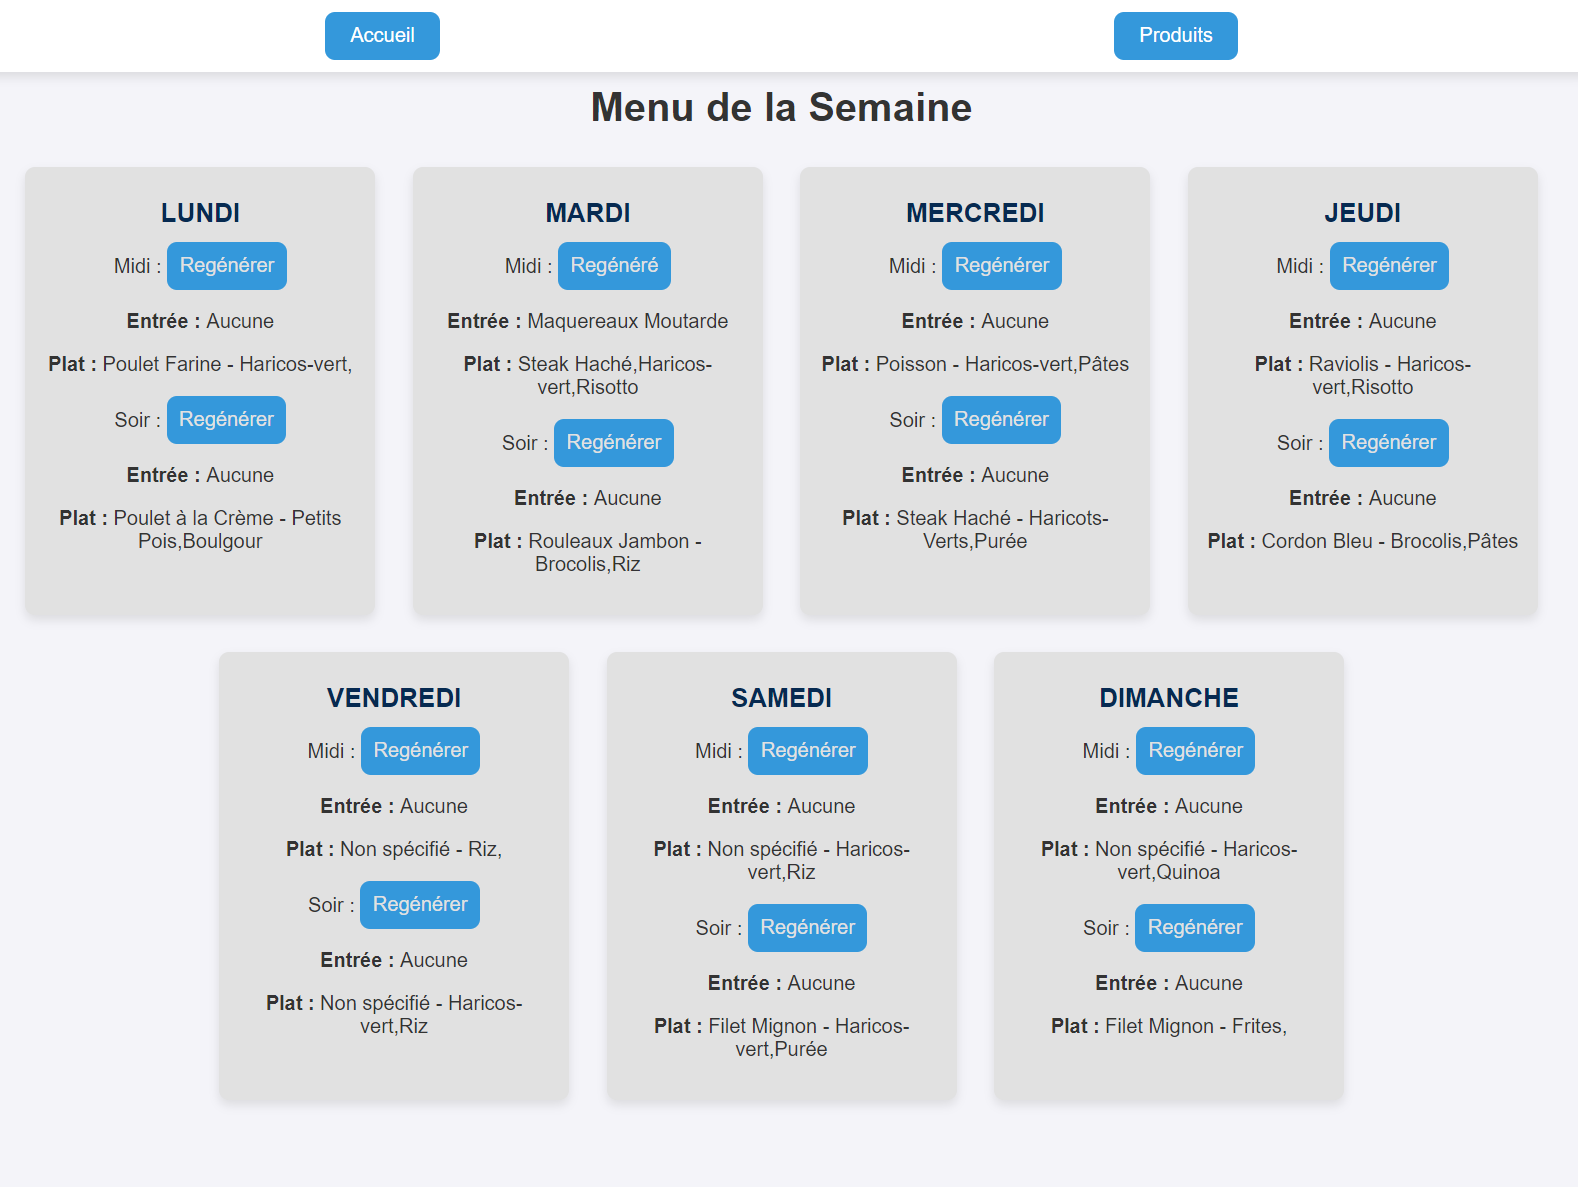 Accueil
Produits
Menu de la Semaine
LUNDI
Midi : Regénérer
Entrée : Aucune
Plat : Poulet Farine - Haricos-vert,
Soir : Regénérer
Entrée : Aucune
Plat : Poulet à la Crème - Petits
Pois,Boulgour
MARDI
Midi : Regénéré
Entrée : Maquereaux Moutarde
Plat : Steak Haché,Haricos-
vert,Risotto
Soir : Regénérer
Entrée : Aucune
Plat : Rouleaux Jambon -
Brocolis,Riz
MERCREDI
Midi : Regénérer
Entrée : Aucune
Plat : Poisson - Haricos-vert,Pâtes
Soir : Regénérer
Entrée : Aucune
Plat : Steak Haché - Haricots-
Verts,Purée
JEUDI
Midi : Regénérer
Entrée : Aucune
Plat : Raviolis - Haricos-
vert,Risotto
Soir : Regénérer
Entrée : Aucune
Plat : Cordon Bleu - Brocolis,Pâtes
VENDREDI
Midi : Regénérer
Entrée : Aucune
Plat : Non spécifié - Riz,
Soir : Regénérer
Entrée : Aucune
Plat : Non spécifié - Haricos-
vert,Riz
SAMEDI
Midi : Regénérer
Entrée : Aucune
Plat : Non spécifié - Haricos-
vert,Riz
Soir : Regénérer
Entrée : Aucune
Plat : Filet Mignon - Haricos-
vert,Purée
DIMANCHE
Midi : Regénérer
Entrée : Aucune
Plat : Non spécifié - Haricos-
vert,Quinoa
Soir : Regénérer
Entrée : Aucune
Plat : Filet Mignon - Frites,